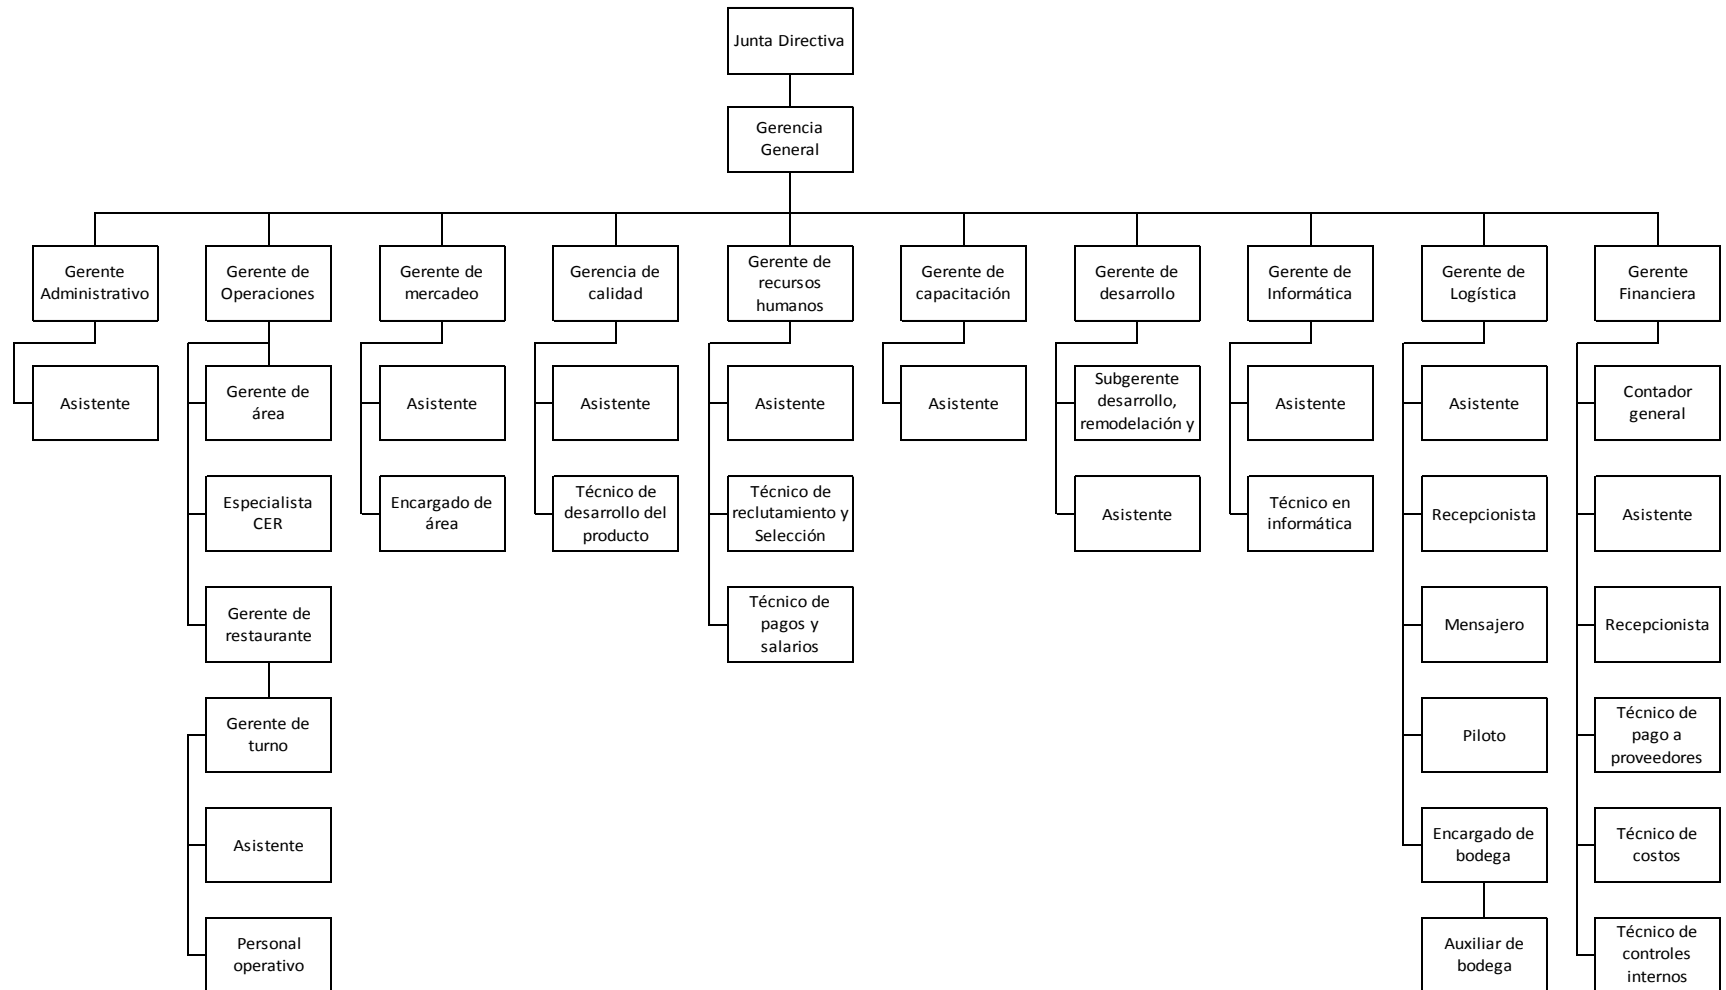 Junta Directiva
Gerencia
General
Gerente
Administrativo
Gerente de
Operaciones
Gerente de
mercadeo
Gerencia de
calidad
Gerente de
recursos
humanos
Gerente de
capacitación
Gerente de
desarrollo
Gerente de
Informática
Gerente de
Logística
Gerente
Financiera
Asistente
Gerente de
área
Asistente
Asistente
Asistente
Asistente
Subgerente
desarrollo,
remodelación y
Asistente
Asistente
Contador
general
Especialista
CER
Encargado de
área
Técnico de
desarrollo del
producto
Técnico de
reclutamiento y
Selección
Asistente
Técnico en
informática
Recepcionista
Asistente
Gerente de
restaurante
Técnico de
pagos y
salarios
Mensajero
Recepcionista
Gerente de
turno
Piloto
Técnico de
pago a
proveedores
Asistente
Encargado de
bodega
Técnico de
costos
Personal
operativo
Auxiliar de
bodega
Técnico de
controles
internos